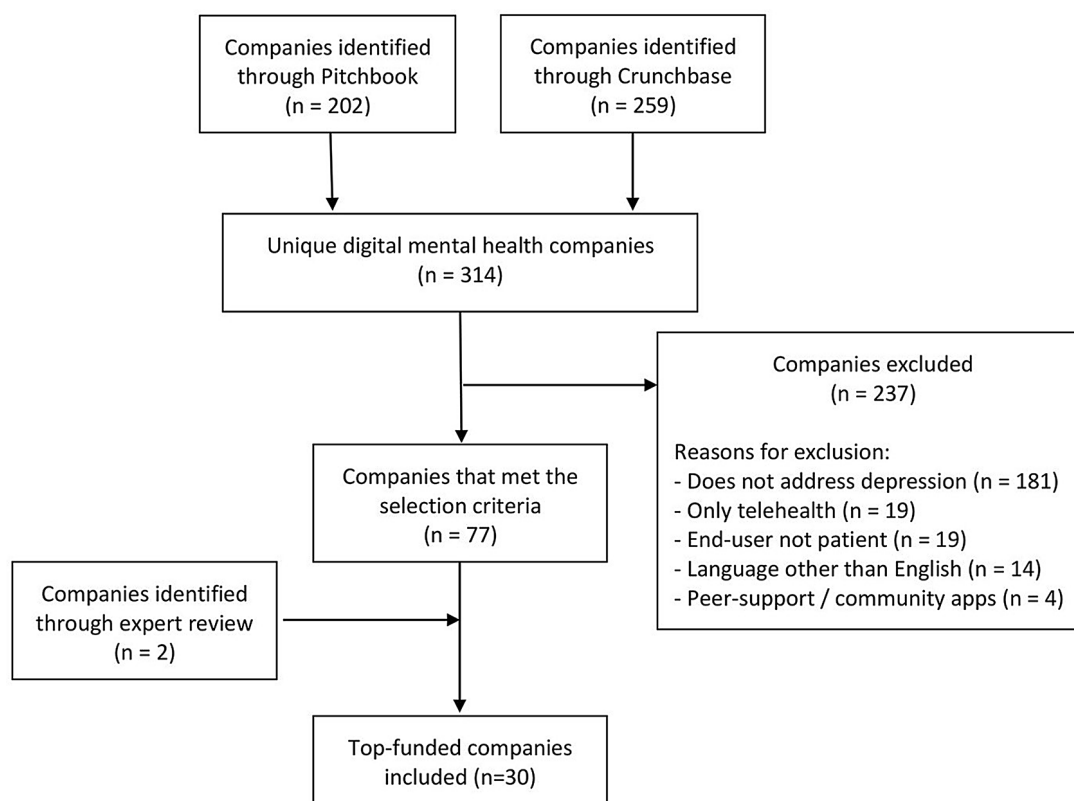 Companies identified
through Pitchbook
(n = 202)
Companies identified
through Crunchbase
(n = 259)
Unique digital mental health companies
(n = 314)
Companies excluded
(n = 237)
Reasons for exclusion:
- Does not address depression (n = 181)
- Only telehealth (n = 19)
- End-user not patient (n = 19)
- Language other than English (n = 14)
- Peer-support / community apps (n = 4)
Companies that met the
selection criteria
(n = 77)
Companies identified
through expert review
(n = 2)
Top-funded companies
included (n=30)